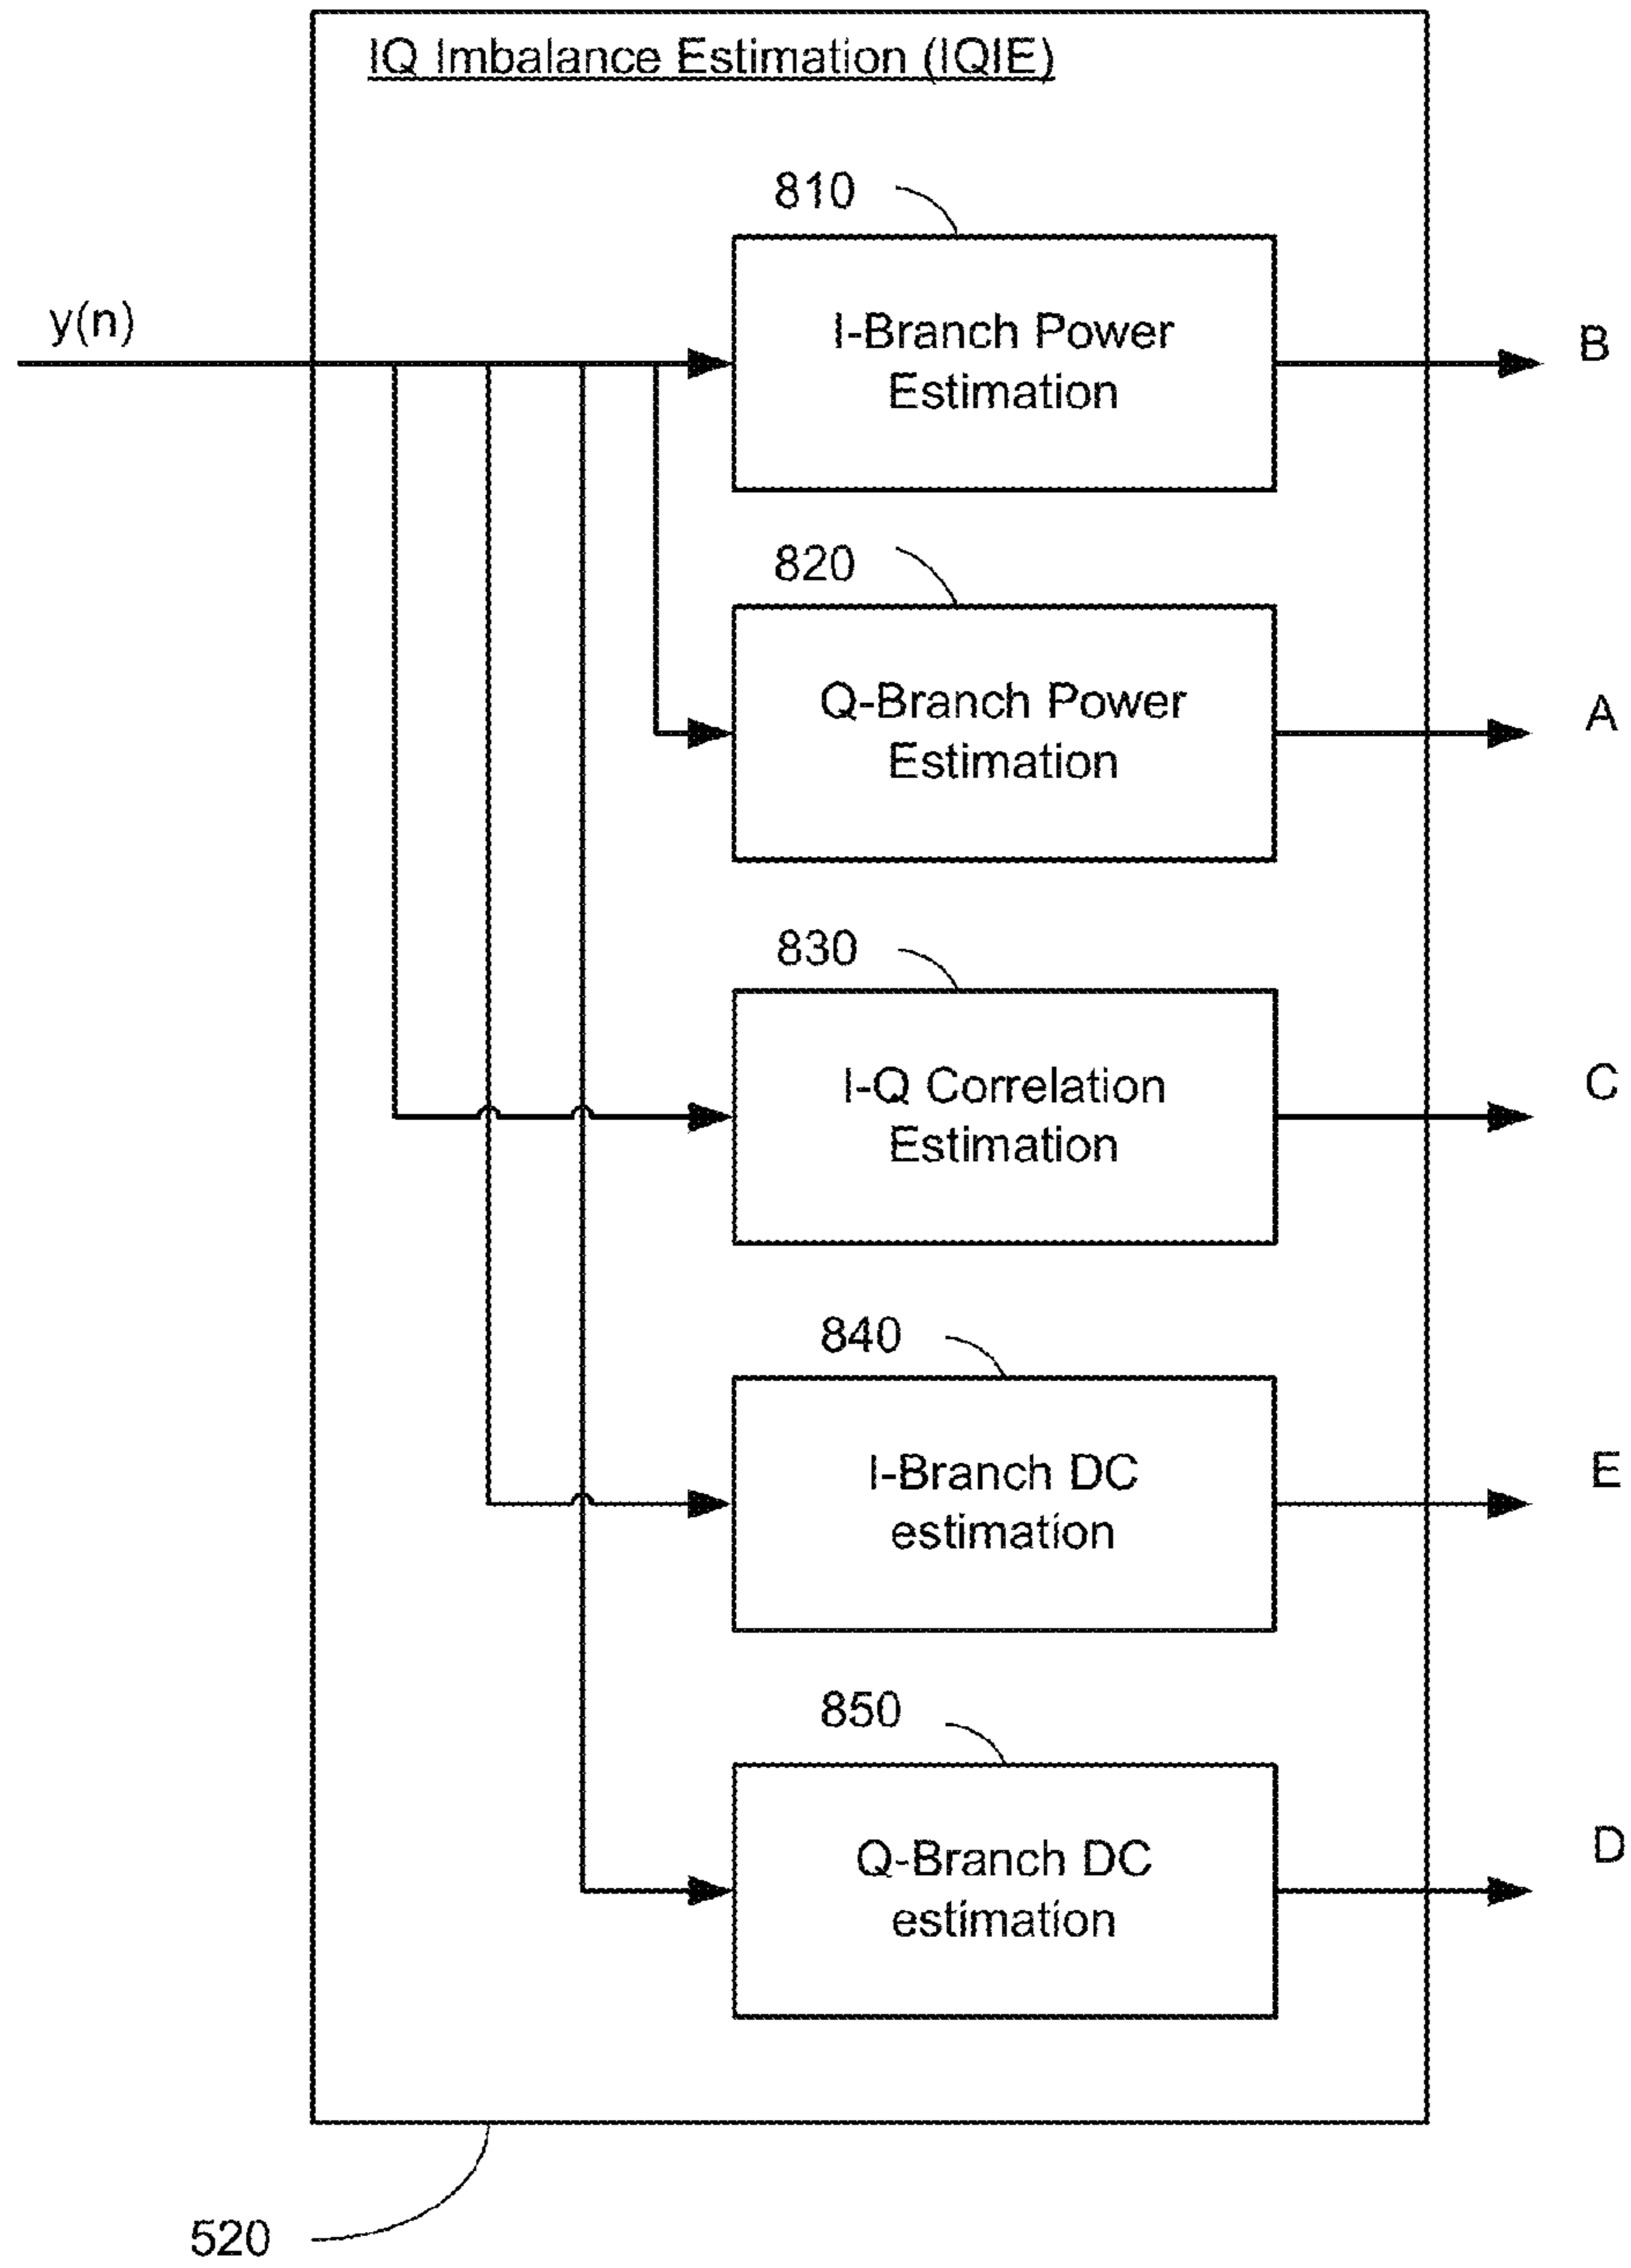 IQ Imbalance Estimation (IQIE)
810
y(n)
I-Branch Power
Estimation
B
820
Q-Branch Power
Estimation
A
830
I-Q Correlation
Estimation
C
840
I-Branch DC
estimation
E
850
Q-Branch DC
estimation
D
520